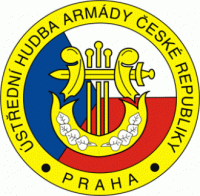 ÚSTŘEDNÍ HUDBA ARMÁDY ČESKÉ REPUBLIKY
• PRAHA •